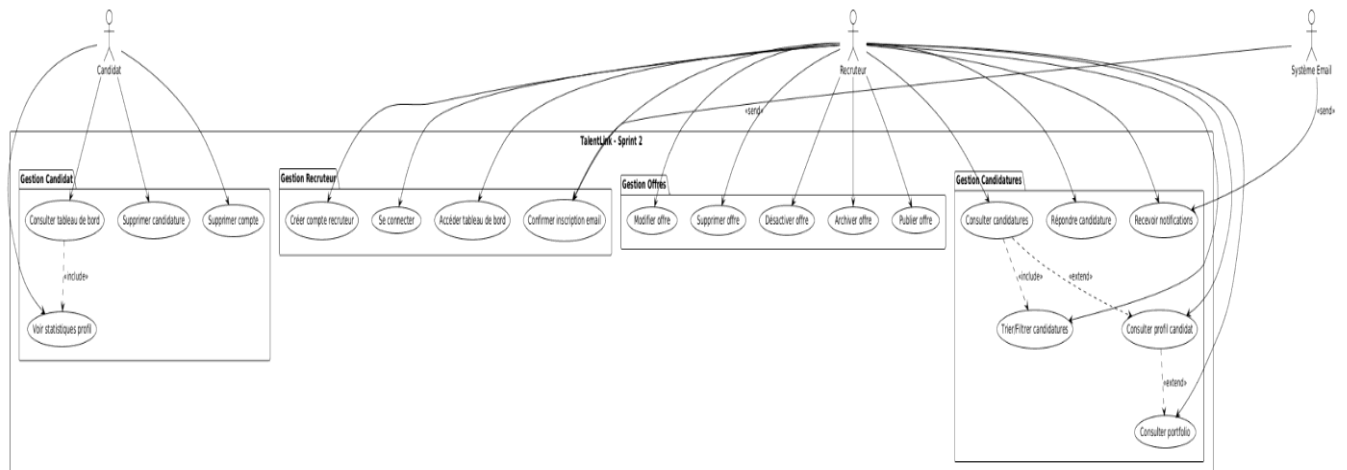 Candidat
Recruteur
Système Email
«send»
«send»
TalentLink - Sprint 2
Gestion Candidat
Gestion Recruteur
Gestion Offres
Gestion Candidatures
Consulter tableau de bord
Supprimer candidature
Supprimer compte
Créer compte recruteur
Se connecter
Accéder tableau de bord
Confirmer inscription email
Modifier offre
Supprimer offre
Désactiver offre
Archiver offre
Publier offre
Consulter candidatures
Répondre candidature
Recevoir notifications
«include»
«include»
«extend»
Voir statistiques profil
Trier/Filtrer candidatures
Consulter profil candidat
«extend»
Consulter portfolio